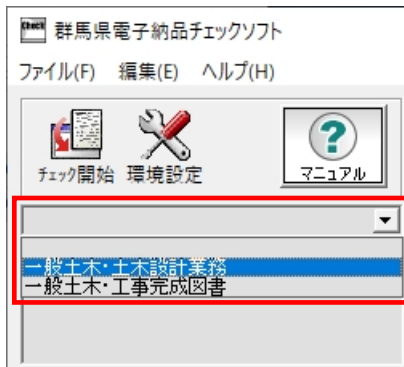 Check 群馬県電子納品チェックソフト
ファイル(F) 編集(E) ヘルプ(H)
チェック開始 環境設定 マニュアル
一般土木・土木設計業務
一般土木・工事完成図書